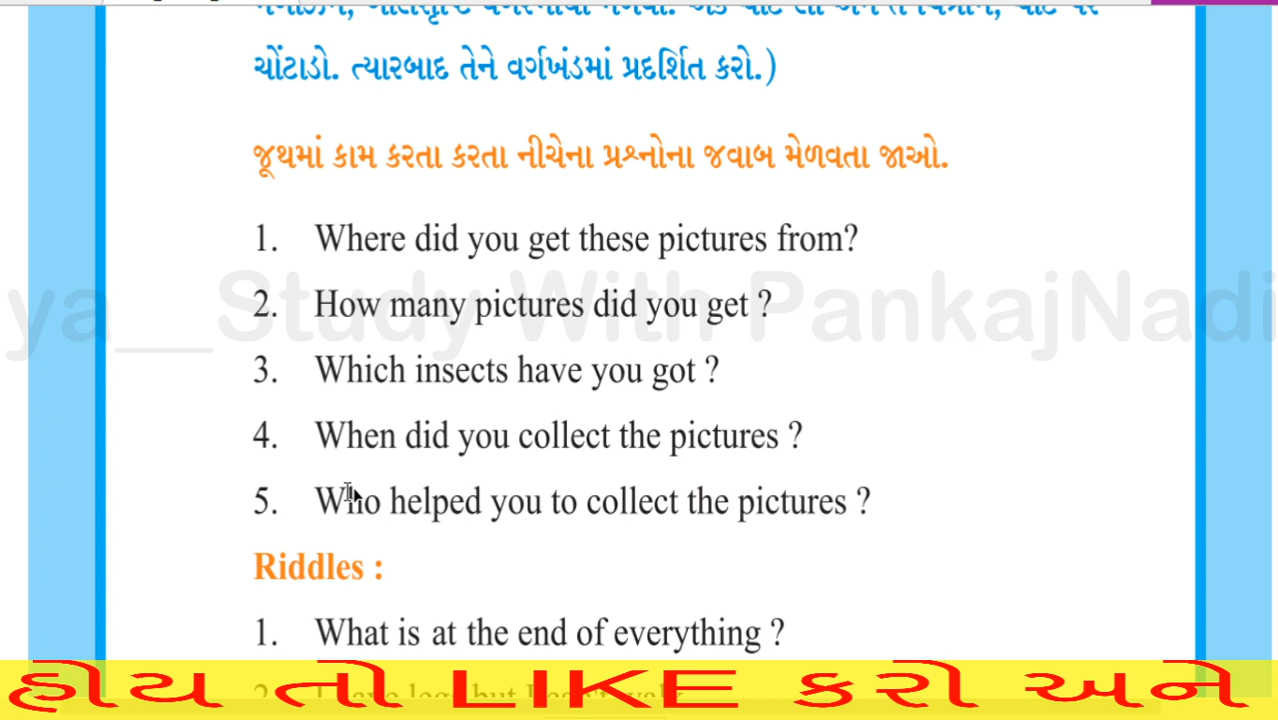 ચોંટાડો. ત્યારબાદ તેને વર્ગખંડમાં પ્રદર્શિત કરો.)
જૂથમાં કામ કરતા કરતા નીચેના પ્રશ્નોના જવાબ મેળવતા જાઓ.
1. Where did you get these pictures from?
2. How many pictures did you get ?
ya__Study With PankajNadi
3. Which insects have you got ?
4. When did you collect the pictures ?
5. Who helped you to collect the pictures ?
Riddles :
1. What is at the end of everything ?
હોય તો LIKE કરો અને